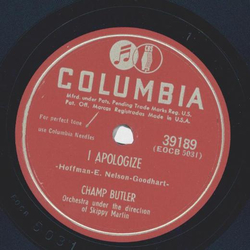 COLUMBIA
Mfrd. under Pats. Pending Trade Marks Reg. U.S.
Pat. Off. Marcas Registradas Made in U.S.A.
For perfect tone
use Columbia Needles
39189
(EOCB 5031)
I APOLOGIZE
-Hoffman-E. Nelson-Goodhart-
CHAMP BUTLER
Orchestra under the direction
of Skippy Martin